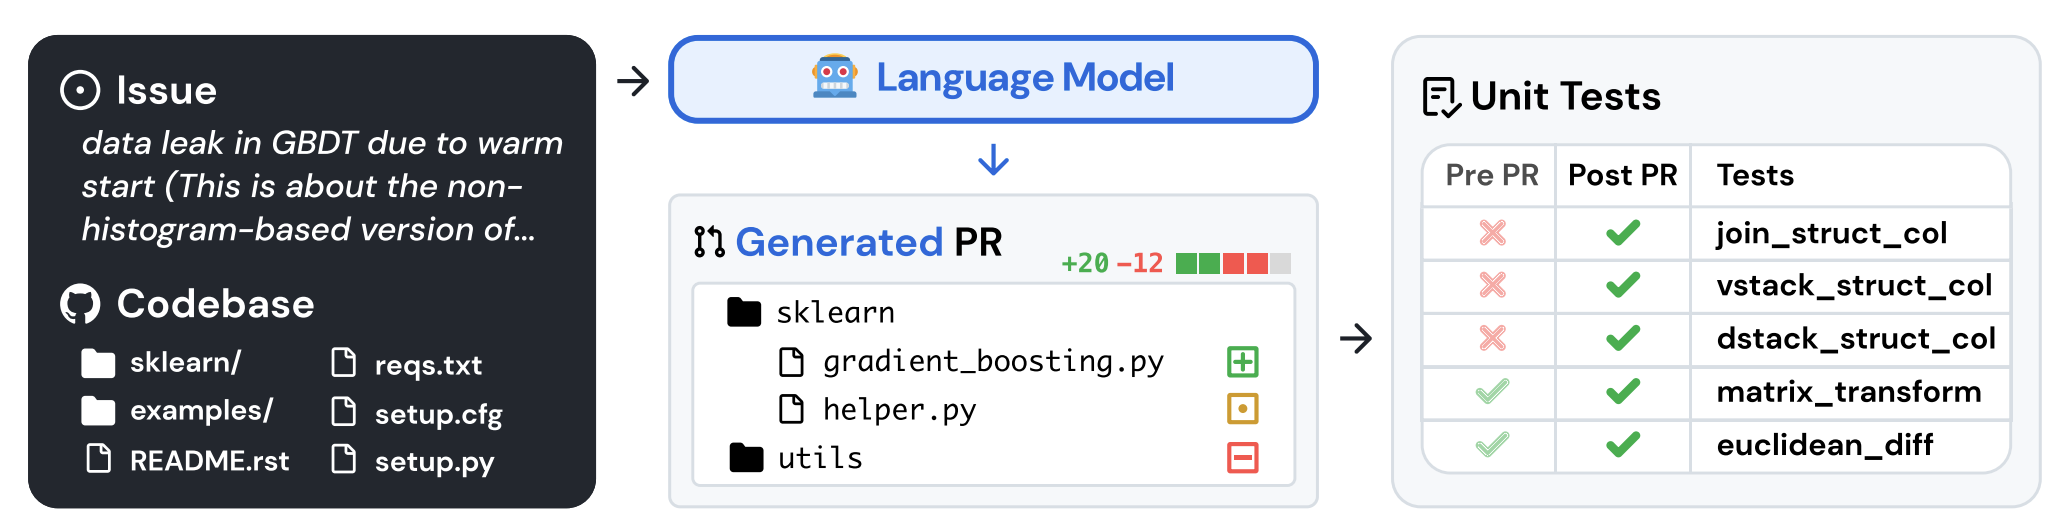 Issue
data leak in GBDT due to warm
start (This is about the non-
histogram-based version of...
Codebase
sklearn/
reqs.txt
examples/
setup.cfg
README.rst
setup.py
Language Model
Generated PR
+20 -12
sklearn
gradient_boosting.py
helper.py
utils
Unit Tests
Pre PR Post PR Tests
join_struct_col
vstack_struct_col
dstack_struct_col
matrix_transform
euclidean_diff